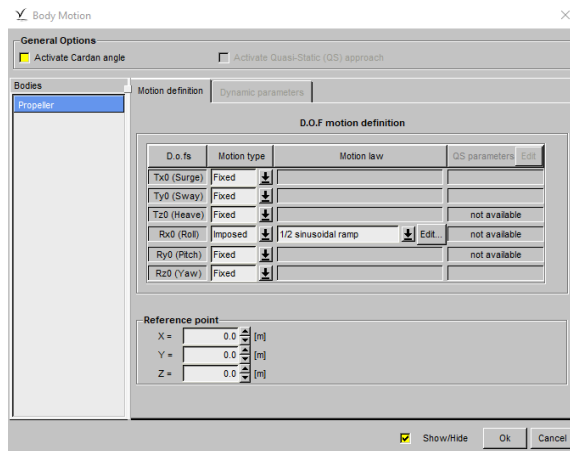 Body Motion
General Options
Activate Cardan angle
Activate Quasi-Static (QS) approach
Bodies
Propeller
Motion definition
Dynamic parameters
D.O.F motion definition
D.o.fs Motion type Motion law QS parameters Edit
Tx0 (Surge) Fixed
Ty0 (Sway) Fixed
Tz0 (Heave) Fixed not available
Rx0 (Roll) Imposed 1/2 sinusoidal ramp Edit... not available
Ry0 (Pitch) Fixed not available
Rz0 (Yaw) Fixed
Reference point
X = 0.0 [m]
Y = 0.0 [m]
Z = 0.0 [m]
Show/Hide Ok Cancel